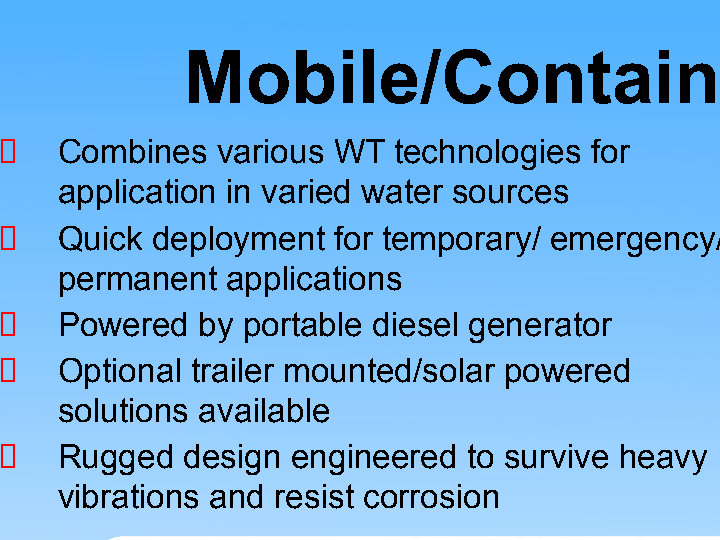 Mobile/Contain
Combines various WT technologies for
application in varied water sources
Quick deployment for temporary/ emergency/
permanent applications
Powered by portable diesel generator
Optional trailer mounted/solar powered
solutions available
Rugged design engineered to survive heavy
vibrations and resist corrosion